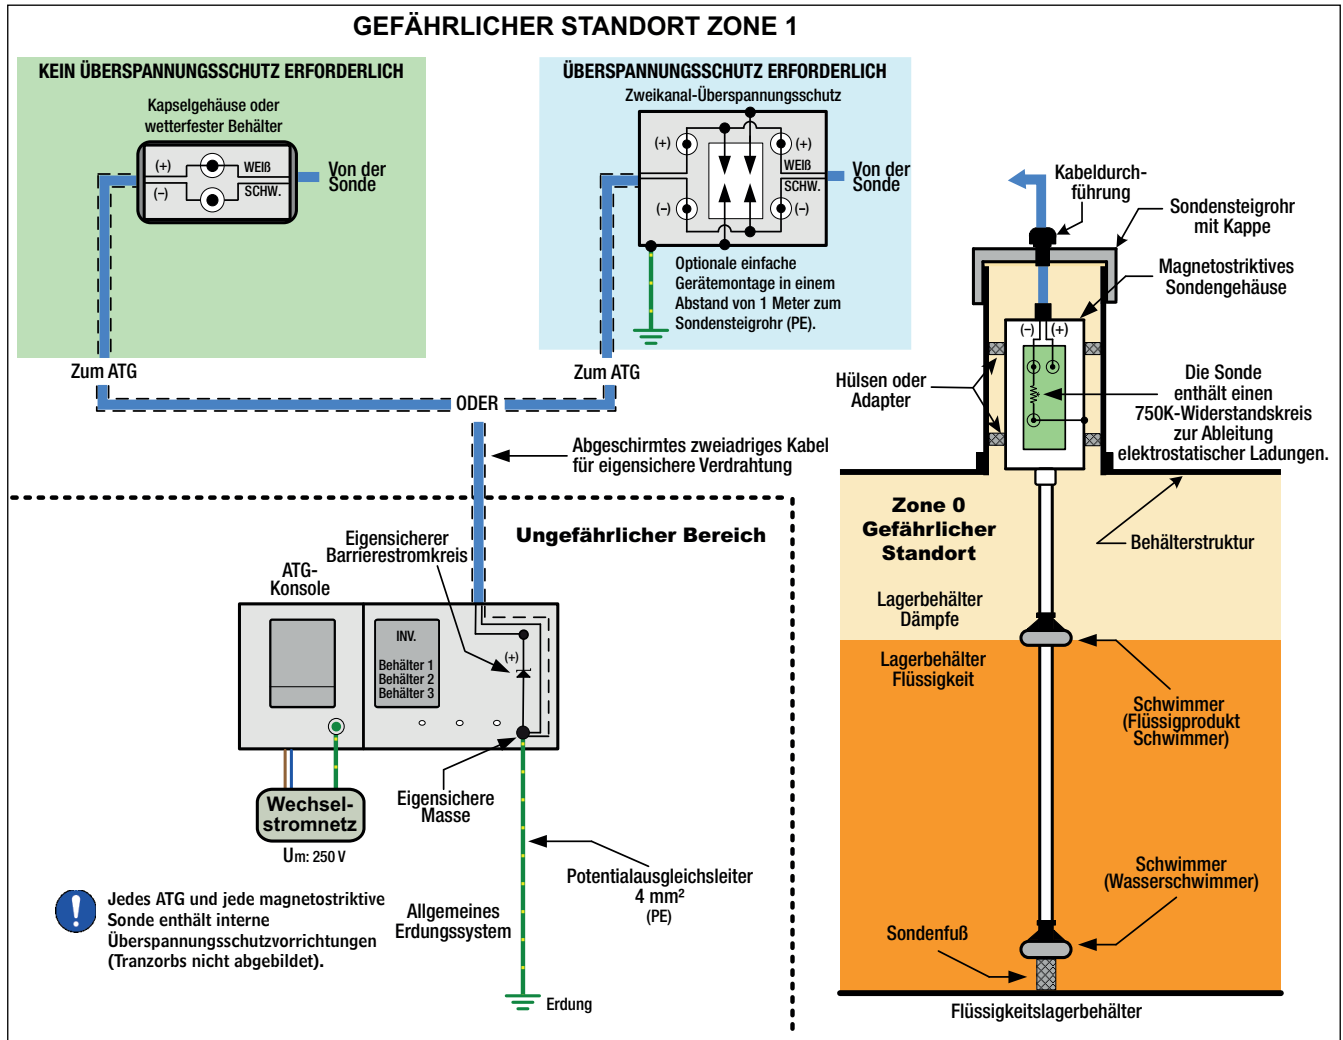 GEFÄHRLICHER STANDORT ZONE 1
KEIN ÜBERSPANNUNGSSCHUTZ ERFORDERLICH
Kapselgehäuse oder
wetterfester Behälter
(+)
(−)
WEIß
SCHW.
Von der
Sonde
Zum ATG
ÜBERSPANNUNGSSCHUTZ ERFORDERLICH
Zweikanal-Überspannungsschutz
(+)
(+)
WEIß
SCHW.
(−)
(−)
Von der
Sonde
Optionale einfache
Gerätemontage in einem
Abstand von 1 Meter zum
Sondensteigrohr (PE).
Zum ATG
ODER
Abgeschirmtes zweiadriges Kabel
für eigensichere Verdrahtung
Kabeldurch-
führung
Sondensteigrohr
mit Kappe
Magnetostriktives
Sondengehäuse
(−)
(+)
Hülsen oder
Adapter
Die Sonde
enthält einen
750K-Widerstandskreis
zur Ableitung
elektrostatischer Ladungen.
Zone 0
Gefährlicher
Standort
Behälterstruktur
Lagerbehälter
Dämpfe
Lagerbehälter
Flüssigkeit
Schwimmer
(Flüssigprodukt
Schwimmer)
Schwimmer
(Wasserschwimmer)
Sondenfuß
Flüssigkeitslagerbehälter
Ungefährlicher Bereich
Eigensicherer
Barrierestromkreis
ATG-
Konsole
INV.
Behälter 1
Behälter 2
Behälter 3
(+)
Wechsel-
stromnetz
Um: 250 V
Eigensichere
Masse
Potentialausgleichsleiter
4 mm²
(PE)
Allgemeines
Erdungssystem
Erdung
!
Jedes ATG und jede magnetostriktive
Sonde enthält interne
Überspannungsschutzvorrichtungen
(Tranzorbs nicht abgebildet).